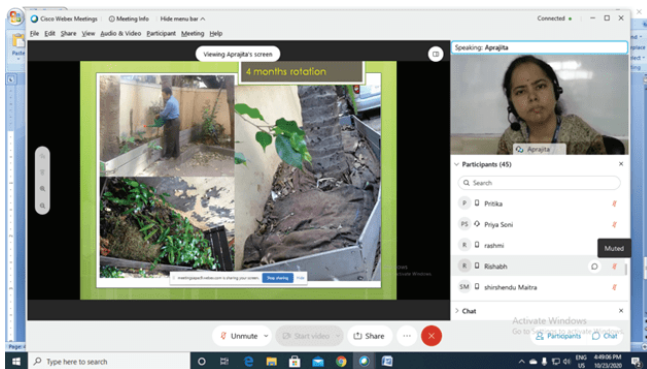 Cisco Webex Meetings
Meeting Info
Hide menu bar
Connected
File Edit Share View Audio & Video Participant Meeting Help
Viewing Aprajita's screen
4 months rotation
Speaking: Aprajita
Aprajita
Participants (45)
Search
P Pritika
PS Priya Soni
R rashmi
Muted
R Rishabh
SM shirshendu Maitra
Chat
Stop sharing Hide
Unmute
Start video
Share
Activate Windows
Participants
Chat
Paste
Type here to search
ENG
US
4:49:06 PM
10/23/2020